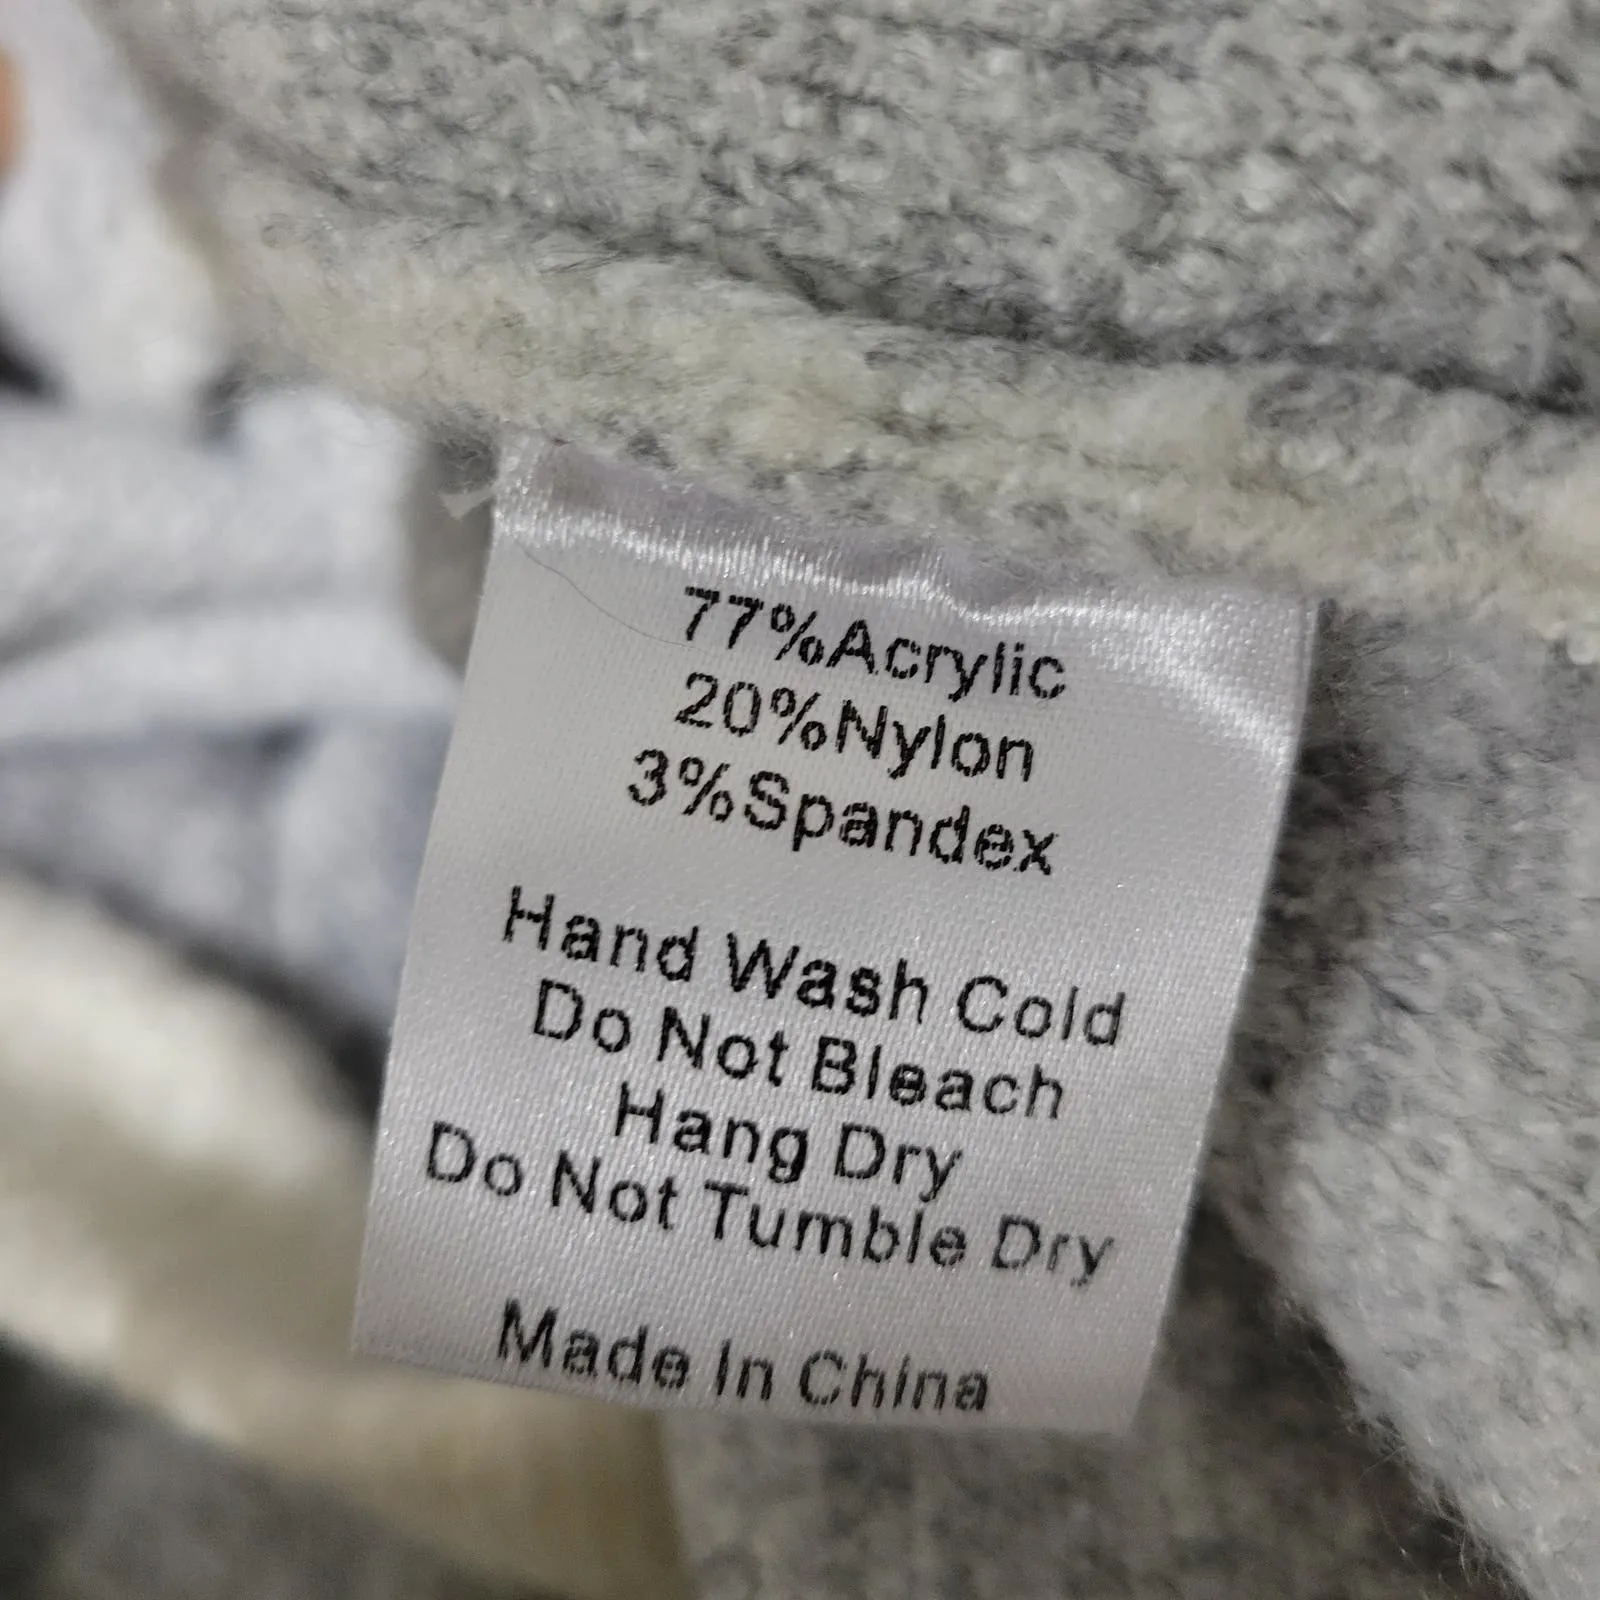 77%Acrylic
20%Nylon
3%Spandex
Hand Wash Cold
Do Not Bleach
Hang Dry
Do Not Tumble Dry
Made In China